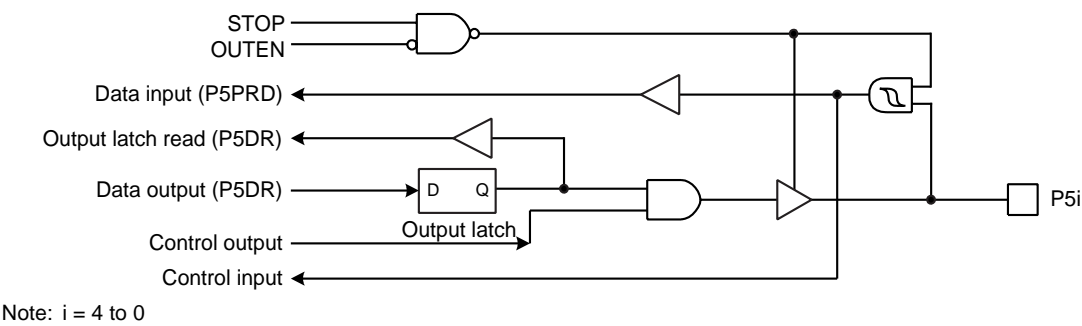 STOP
OUTEN
Data input (P5PRD)
Output latch read (P5DR)
Data output (P5DR)
D Q
P5i
Output latch
Control output
Control input
Note: i = 4 to 0